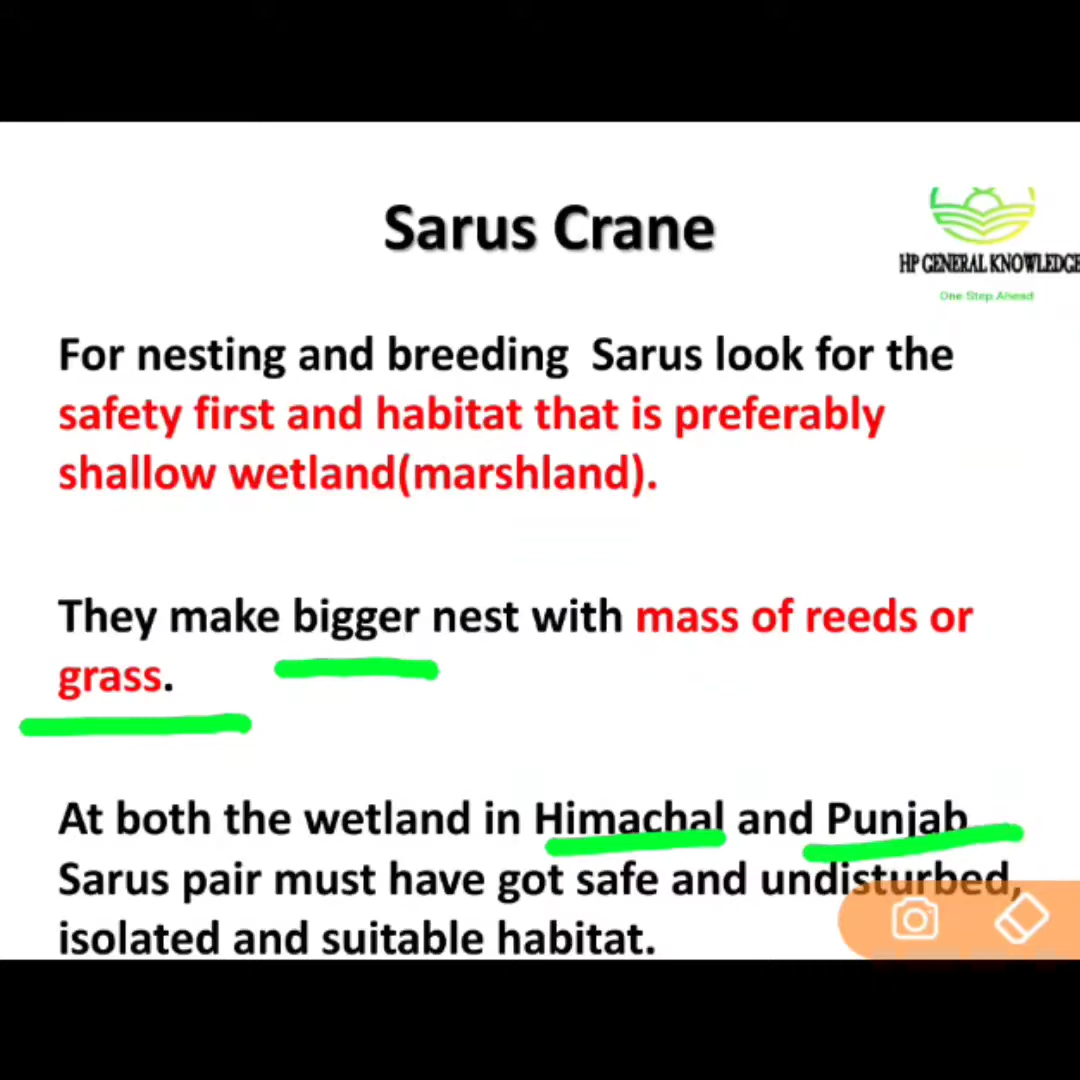 Sarus Crane
HP GENERAL KNOWLEDGE
One Step Ahead
For nesting and breeding Sarus look for the
safety first and habitat that is preferably
shallow wetland(marshland).
They make bigger nest with mass of reeds or
grass.
At both the wetland in Himachal and Punjab
Sarus pair must have got safe and undisturbed,
isolated and suitable habitat.